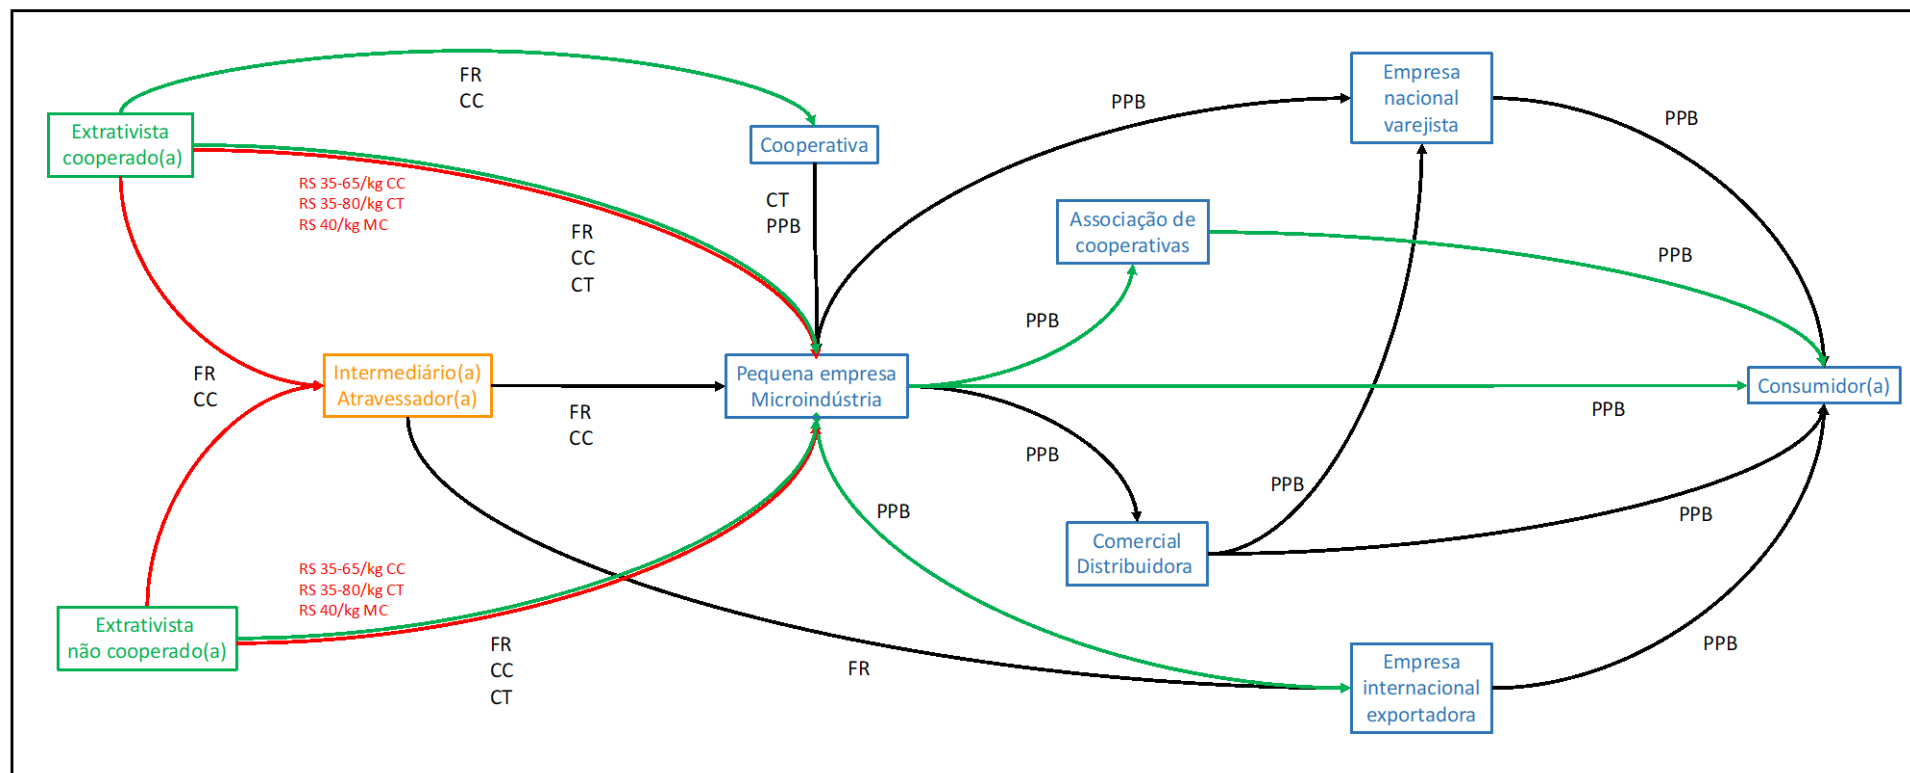 FR
CC
Extrativista
cooperado(a)
Cooperativa
RS 35-65/kg CC
RS 35-80/kg CT
RS 40/kg MC
FR
CC
CT
CT
PPB
PPB
Empresa
nacional
varejista
PPB
Associação de
cooperativas
PPB
PPB
FR
CC
Intermediário(a)
Atravessador(a)
FR
CC
Pequena empresa
Microindústria
PPB
Consumidor(a)
PPB
PPB
PPB
PPB
Comercial
Distribuidora
RS 35-65/kg CC
RS 35-80/kg CT
RS 40/kg MC
Extrativista
não cooperado(a)
FR
CC
CT
FR
Empresa
internacional
exportadora
PPB